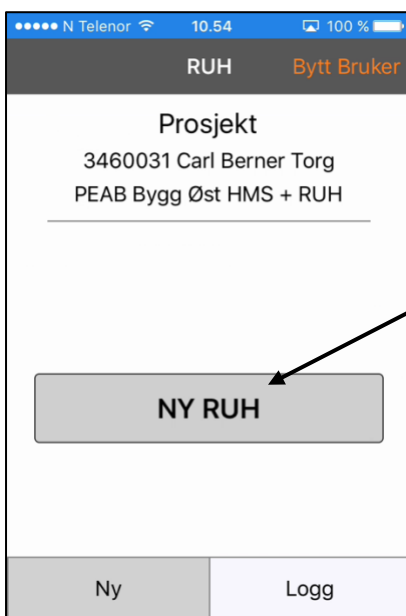 N Telenor 10.54 100 %
RUH Bytt Bruker
Prosjekt
3460031 Carl Berner Torg
PEAB Bygg Øst HMS + RUH
NY RUH
Ny Logg